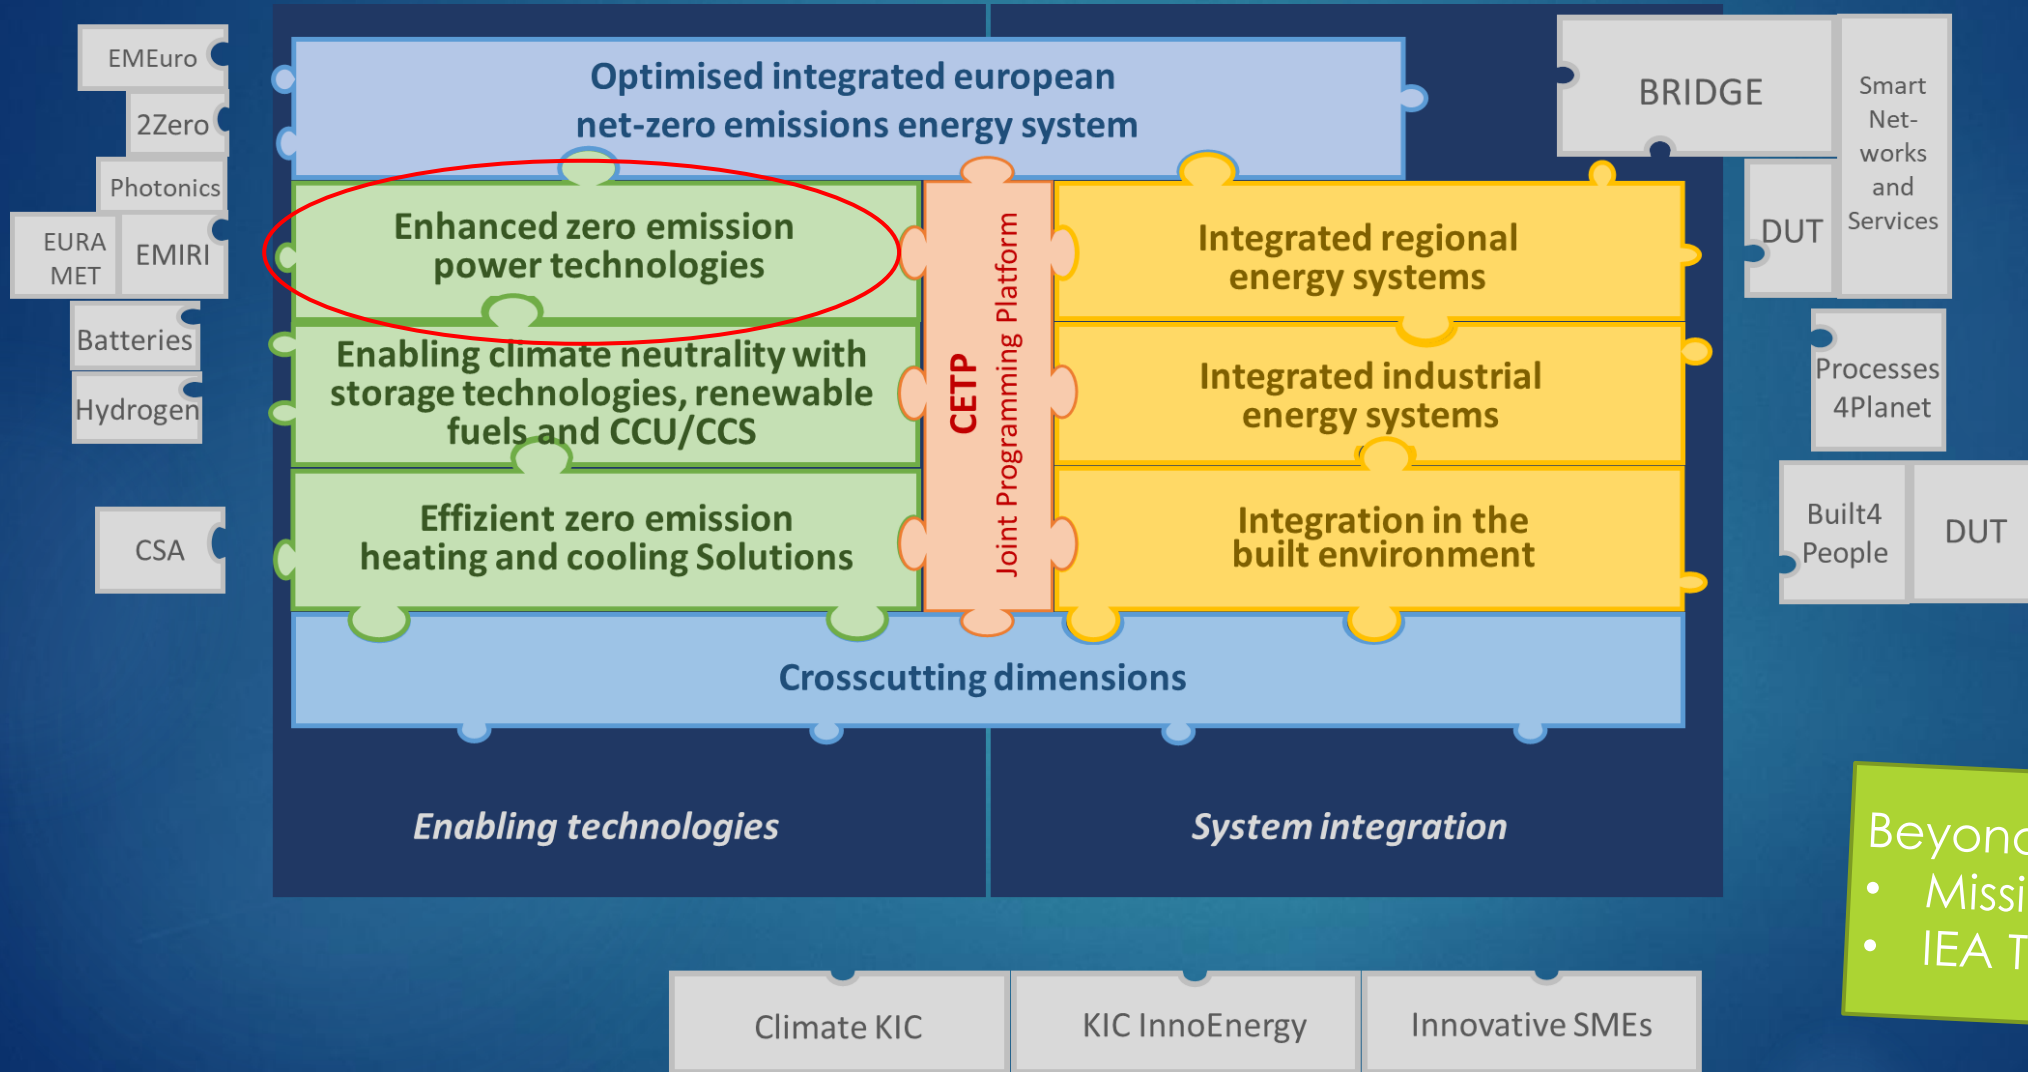 EMEuro
2Zero
Photonics
EURA
MET
EMIRI
Batteries
Hydrogen
CSA
Optimised integrated european
net-zero emissions energy system
Enhanced zero emission
power technologies
Enabling climate neutrality with
storage technologies, renewable
fuels and CCU/CCS
Effizient zero emission
heating and cooling Solutions
CETP
Joint Programming Platform
Integrated regional
energy systems
Integrated industrial
energy systems
Integration in the
built environment
Crosscutting dimensions
Enabling technologies
System integration
BRIDGE
Smart
Net-
works
and
Services
DUT
Processes
4Planet
Built4
People
DUT
• 
• IEA
Climate KIC
KIC InnoEnergy
Innovative SMEs